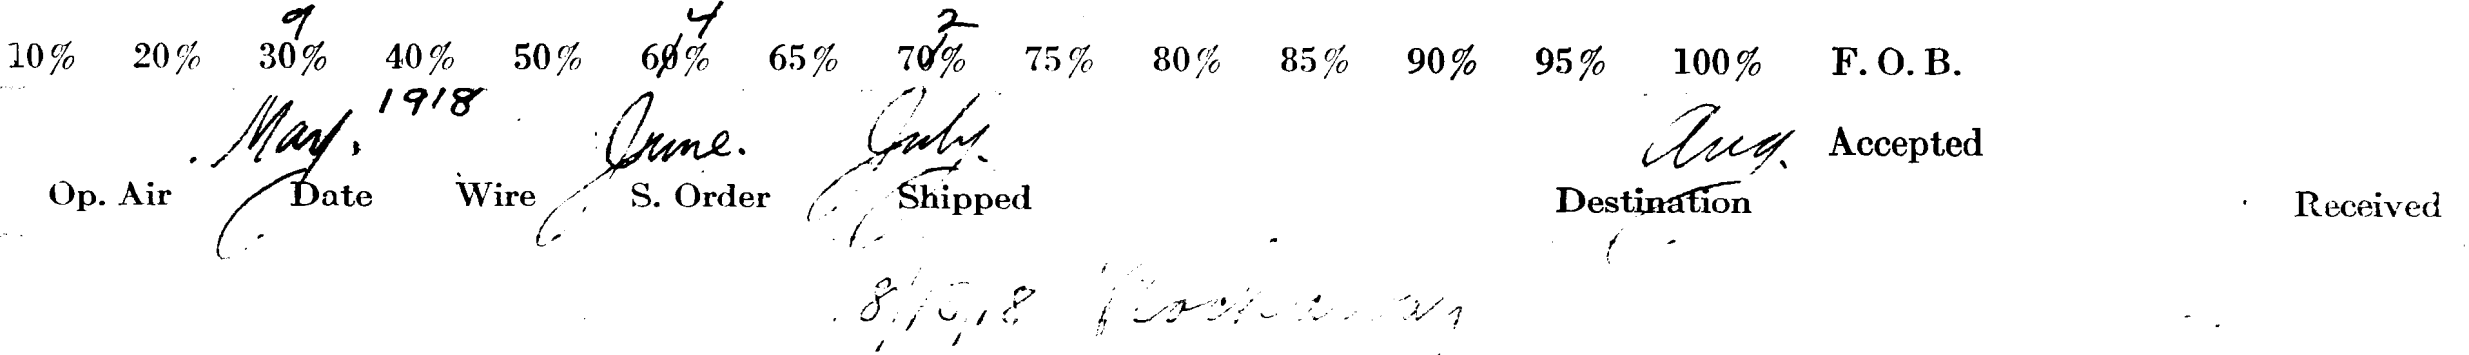 9 4 2
10% 20% 30% 40% 50% 60% 65% 70% 75% 80% 85% 90% 95% 100% F. O. B.
May. 1918 June. July. Aug. Accepted
Op. Air Date Wire S. Order Shipped Destination Received
8/15/18